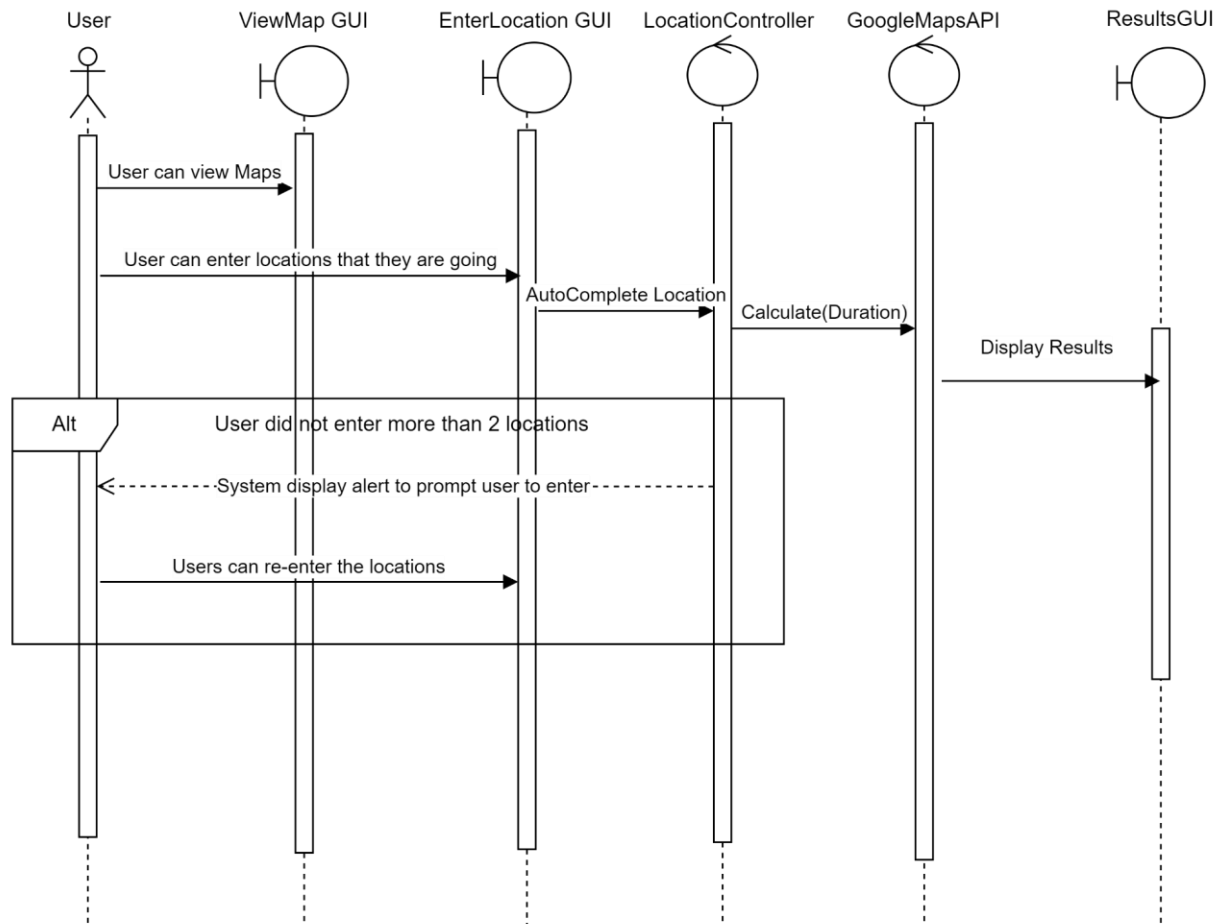 User
ViewMap GUI
EnterLocation GUI
LocationController
GoogleMapsAPI
ResultsGUI
User can view Maps
User can enter locations that they are going
AutoComplete Location
Calculate(Duration)
Display Results
Alt
User did not enter more than 2 locations
System display alert to prompt user to enter
Users can re-enter the locations